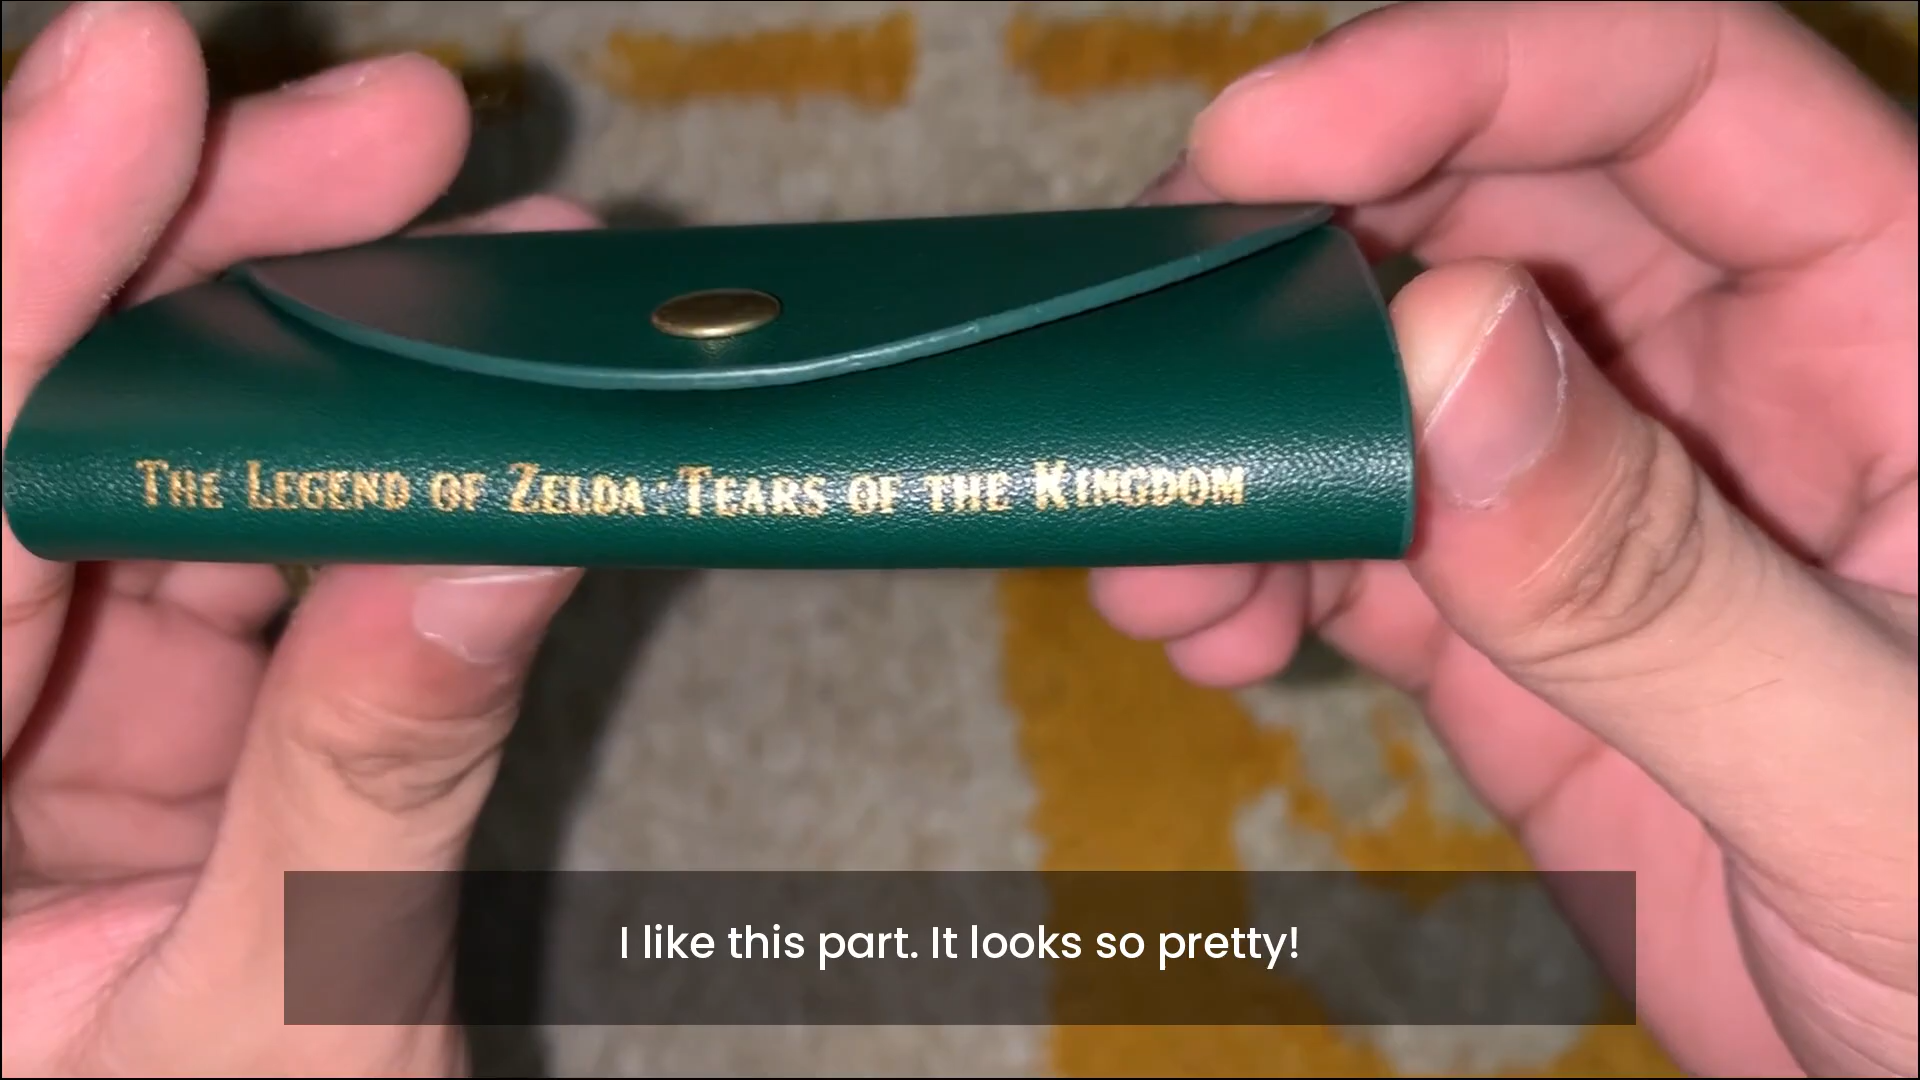 THE LEGEND OF ZELDA: TEARS OF THE KINGDOM
I like this part. It looks so pretty!